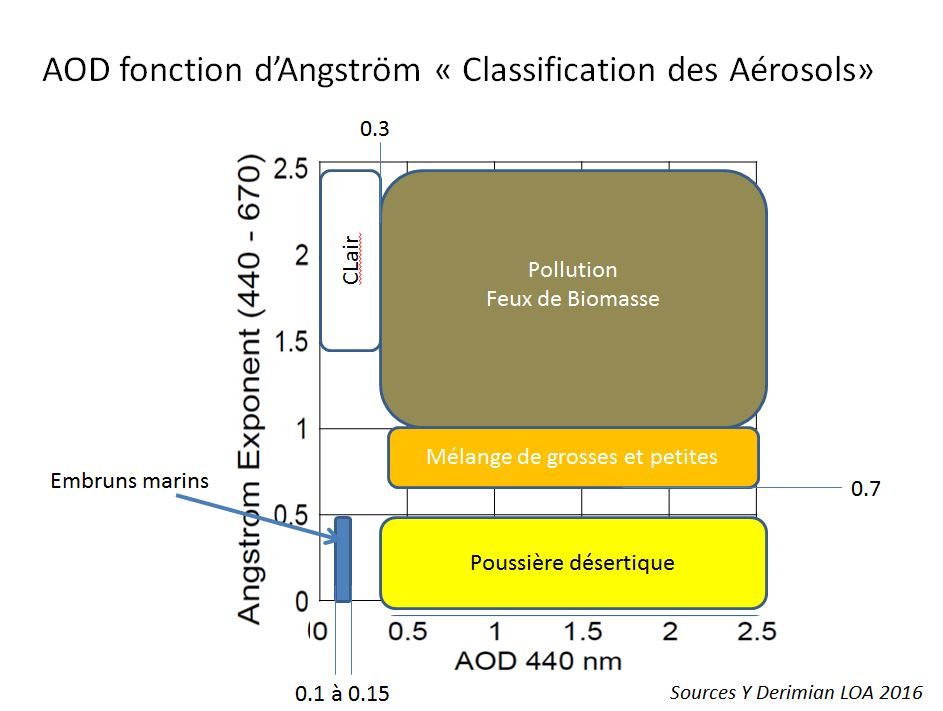 AOD fonction d’Angström « Classification des Aérosols»
0.3
Angstrom Exponent (440 - 670)
2.5
2
1.5
1
0.5
0
CLair
Pollution
Feux de Biomasse
Mélange de grosses et petites
0.7
Embruns marins
Poussière désertique
0 0.5 1 1.5 2 2.5
AOD 440 nm
0.1 à 0.15
Sources Y Derimian LOA 2016